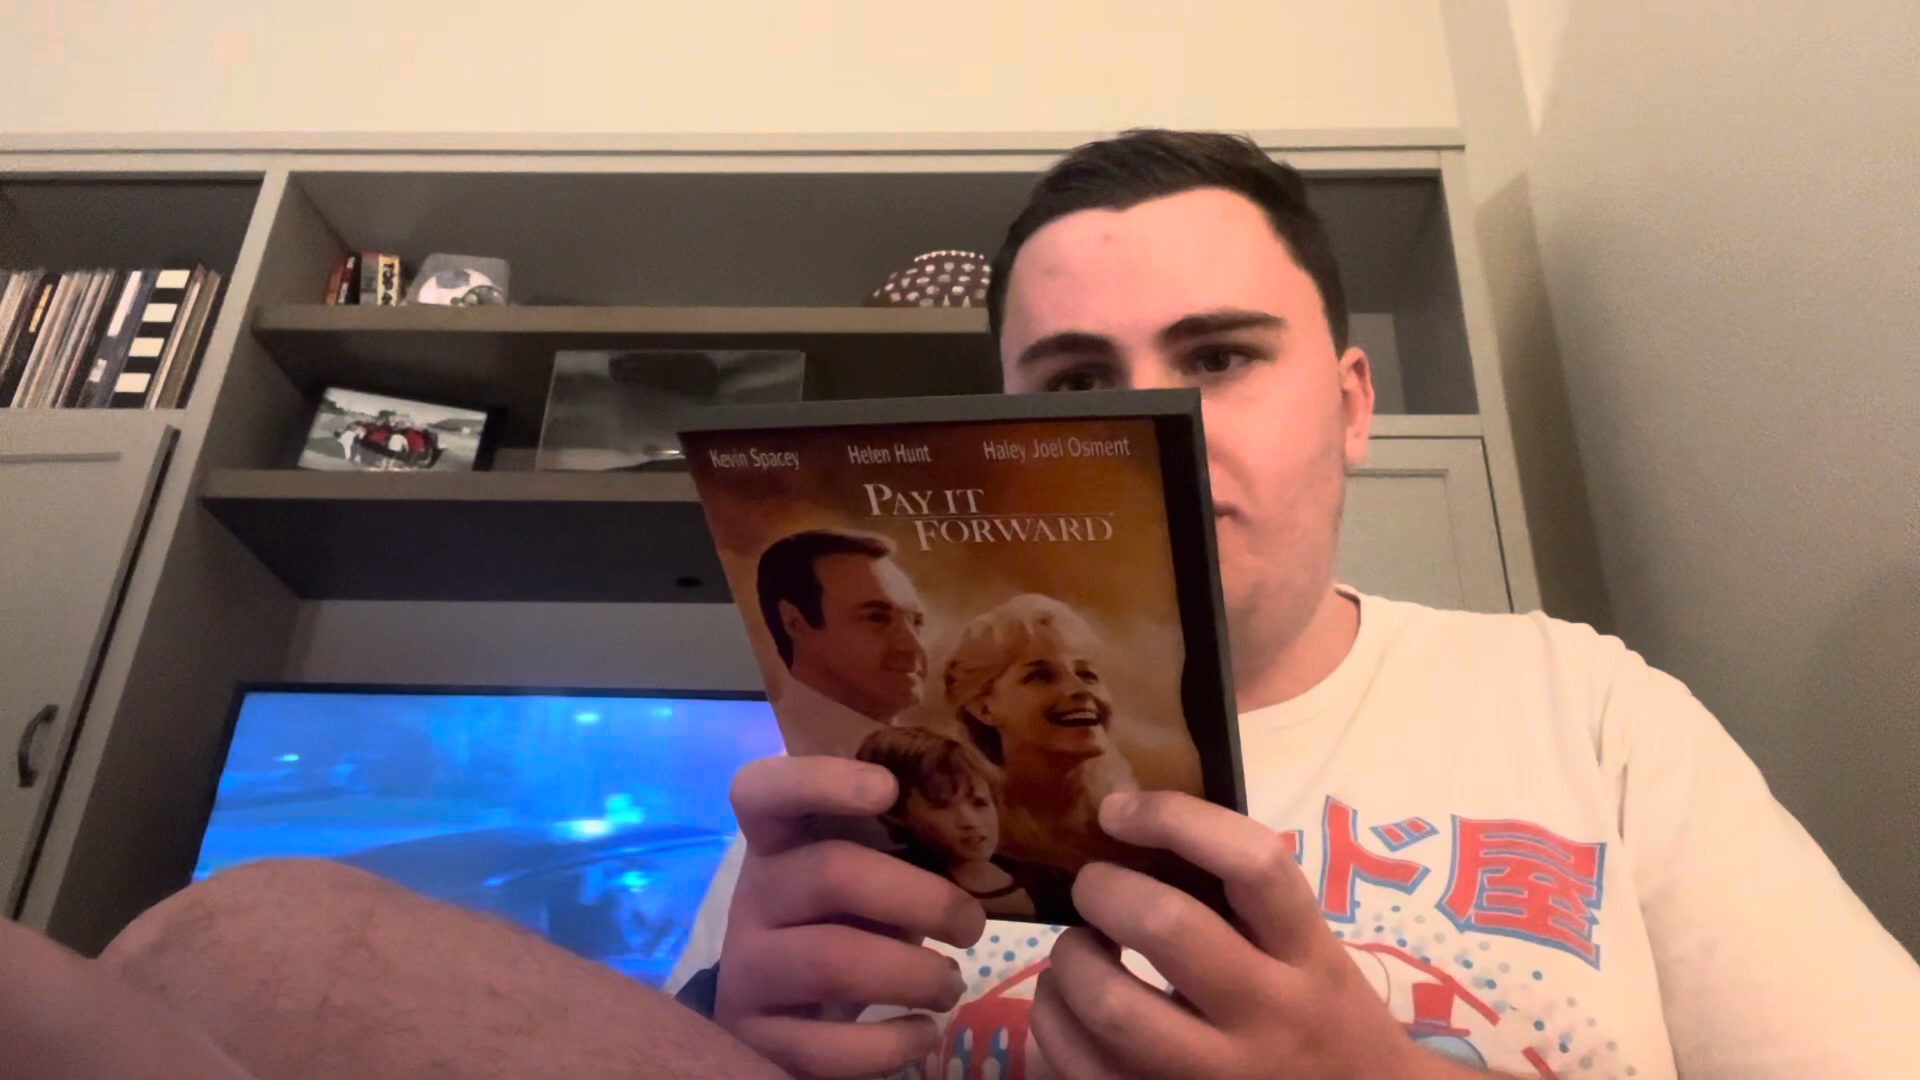 Kevin Spacey Helen Hunt Haley Joel Osment
PAY IT
FORWARD
ド屋